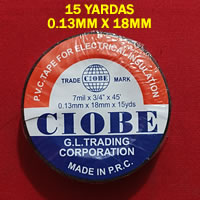 15 YARDAS
0.13MM X 18MM
P.V.C. TAPE FOR ELECTRICAL INSULATION
TRADE CIOBE MARK
7mil x 3/4" x 45'
0.13mm x 18mm x 15yds
CIOBE
G.L.TRADING
CORPORATION
MADE IN P.R.C.